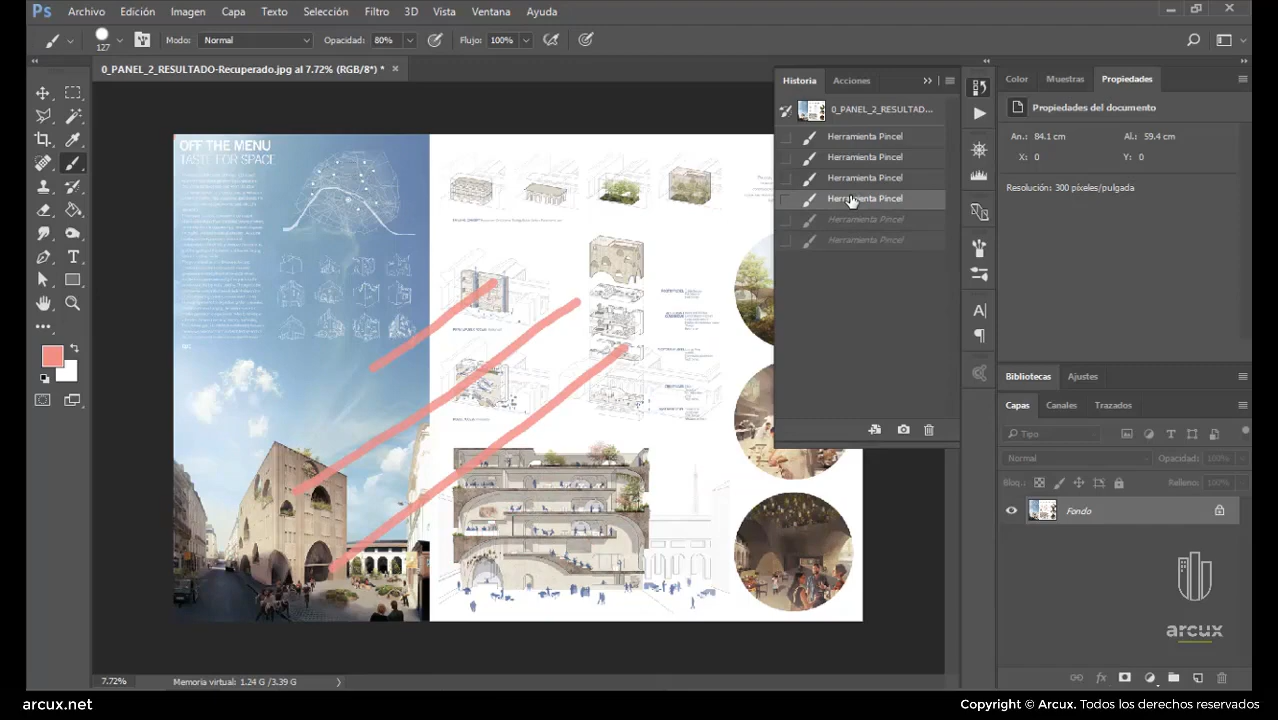 Ps Archivo Edición Imagen Capa Texto Selección Filtro 3D Vista Ventana Ayuda
127 Modo: Normal Opacidad: 80% Flujo: 100%
0_PANEL_2_RESULTADO-Recuperado.jpg al 7.72% (RGB/8*) * ×
Historia Acciones
0_PANEL_2_RESULTAD...
Herramienta Pincel
Herramienta Pincel
Herramienta Pincel
Herramienta Pincel
Herramienta Pincel
Herramienta Pincel
Color Muestras Propiedades
Propiedades del documento
An.: 84.1 cm Al.: 59.4 cm
X: 0 Y: 0
Resolución: 300 píxeles/pulgada
OFF THE MENU
TASTE FOR SPACE
Bibliotecas Ajustes
Capas Canales Trazados
Tipo
Normal Opacidad: 100%
Bloq.: Relleno: 100%
Fondo
arcux
7.72% Memoria virtual: 1.24 G /3.39 G
arcux.net
Copyright © Arcux. Todos los derechos reservados